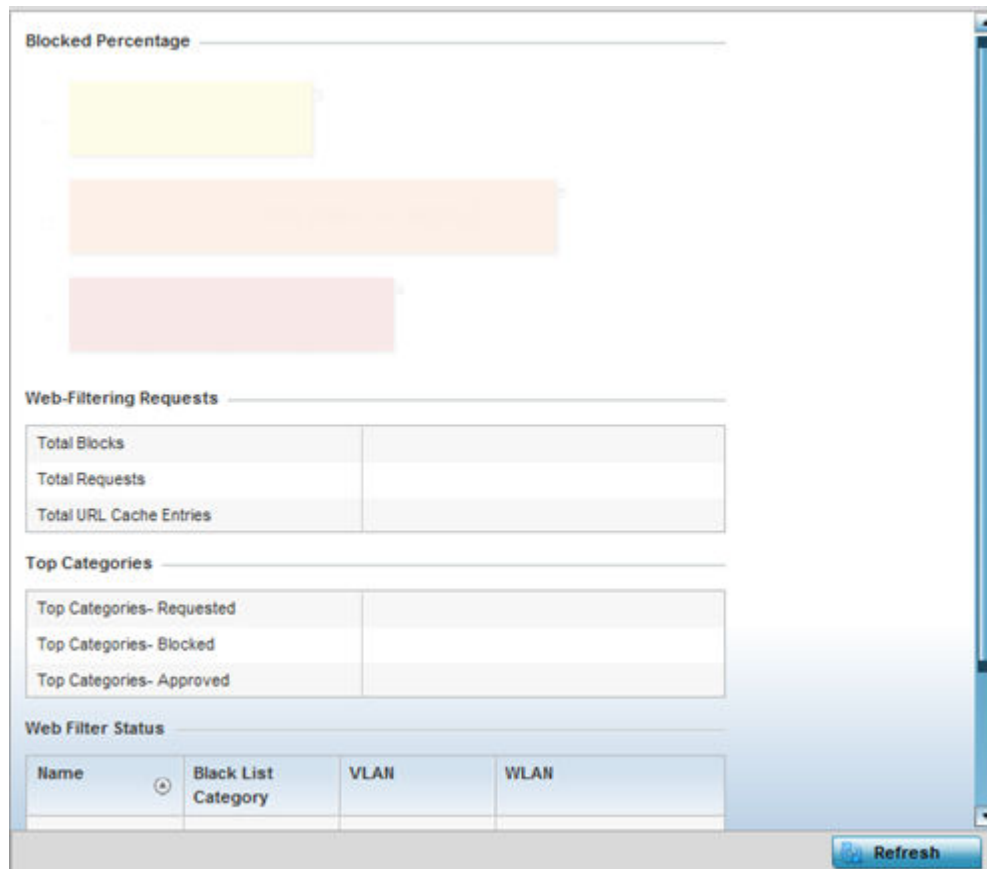 Blocked Percentage
Web-Filtering Requests
Total Blocks
Total Requests
Total URL Cache Entries
Top Categories
Top Categories- Requested
Top Categories- Blocked
Top Categories- Approved
Web Filter Status
Name
Black List
Category
VLAN
WLAN
Refresh